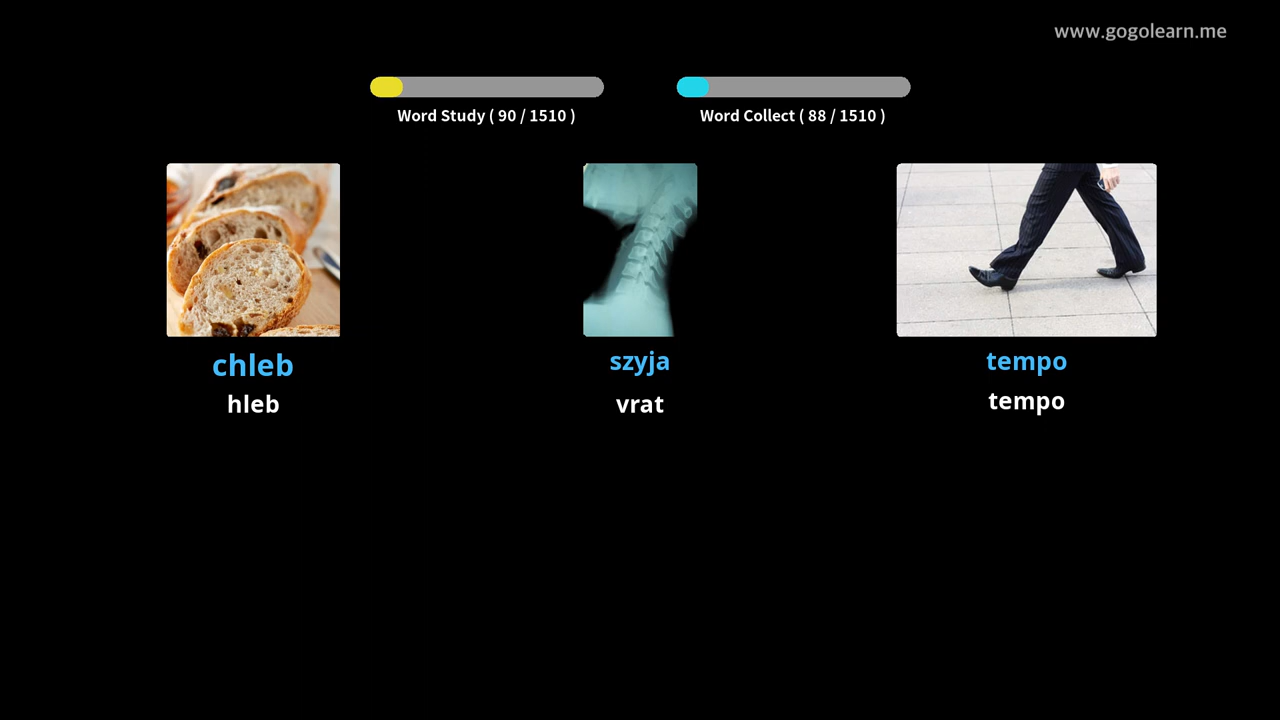 www.gogolearn.me
Word Study ( 90 / 1510 )
Word Collect ( 88 / 1510 )
chleb
hleb
szyja
vrat
tempo
tempo